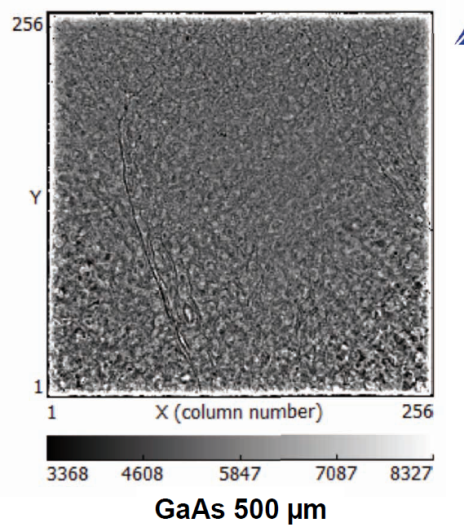 256
Y
1
1 X (column number) 256
3368 4608 5847 7087 8327
GaAs 500 µm